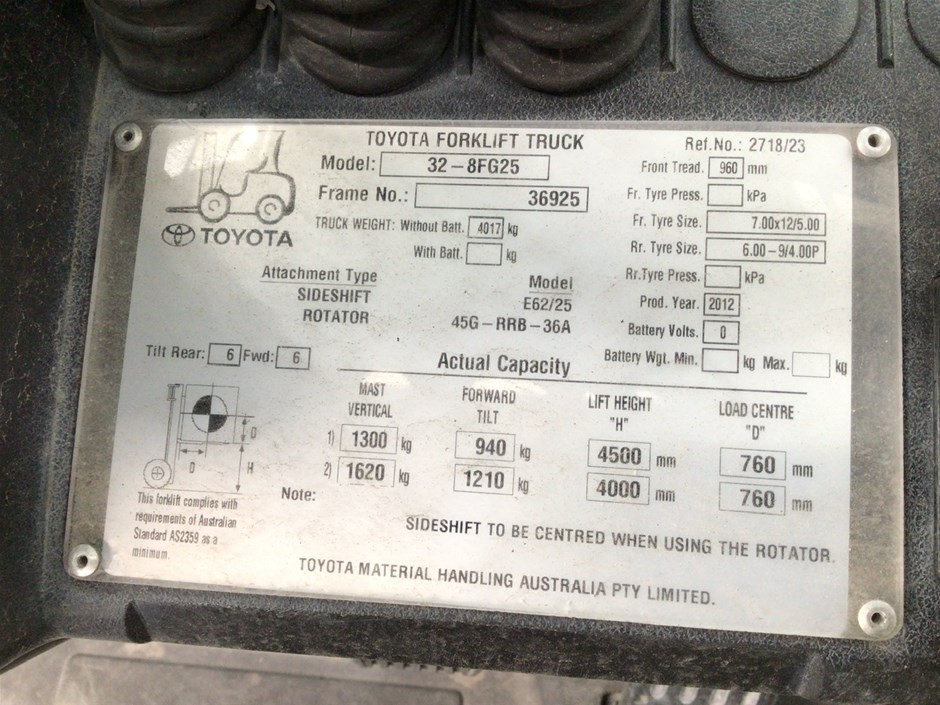 TOYOTA FORKLIFT TRUCK
Ref.No.: 2718/23
Model: 32-8FG25
Front Tread. 960 mm
Frame No.: 36925
Fr. Tyre Press. kPa
TOYOTA
TRUCK WEIGHT: Without Batt. 4017 kg
Fr. Tyre Size. 7.00x12/5.00
With Batt. kg
Rr. Tyre Size. 6.00-9/4.00P
Attachment Type Model
Rr.Tyre Press. kPa
SIDESHIFT E62/25
Prod. Year. 2012
ROTATOR 45G-RRB-36A
Battery Volts. 0
Tilt Rear: 6 Fwd: 6
Actual Capacity
Battery Wgt. Min. kg Max. kg
MAST VERTICAL
FORWARD TILT
LIFT HEIGHT "H"
LOAD CENTRE "D"
1) 1300 kg 940 kg 4500 mm 760 mm
2) 1620 kg 1210 kg 4000 mm 760 mm
D
D
H
This forklift complies with
requirements of Australian
Standard AS2359 as a
minimum.
Note:
SIDESHIFT TO BE CENTRED WHEN USING THE ROTATOR.
TOYOTA MATERIAL HANDLING AUSTRALIA PTY LIMITED.